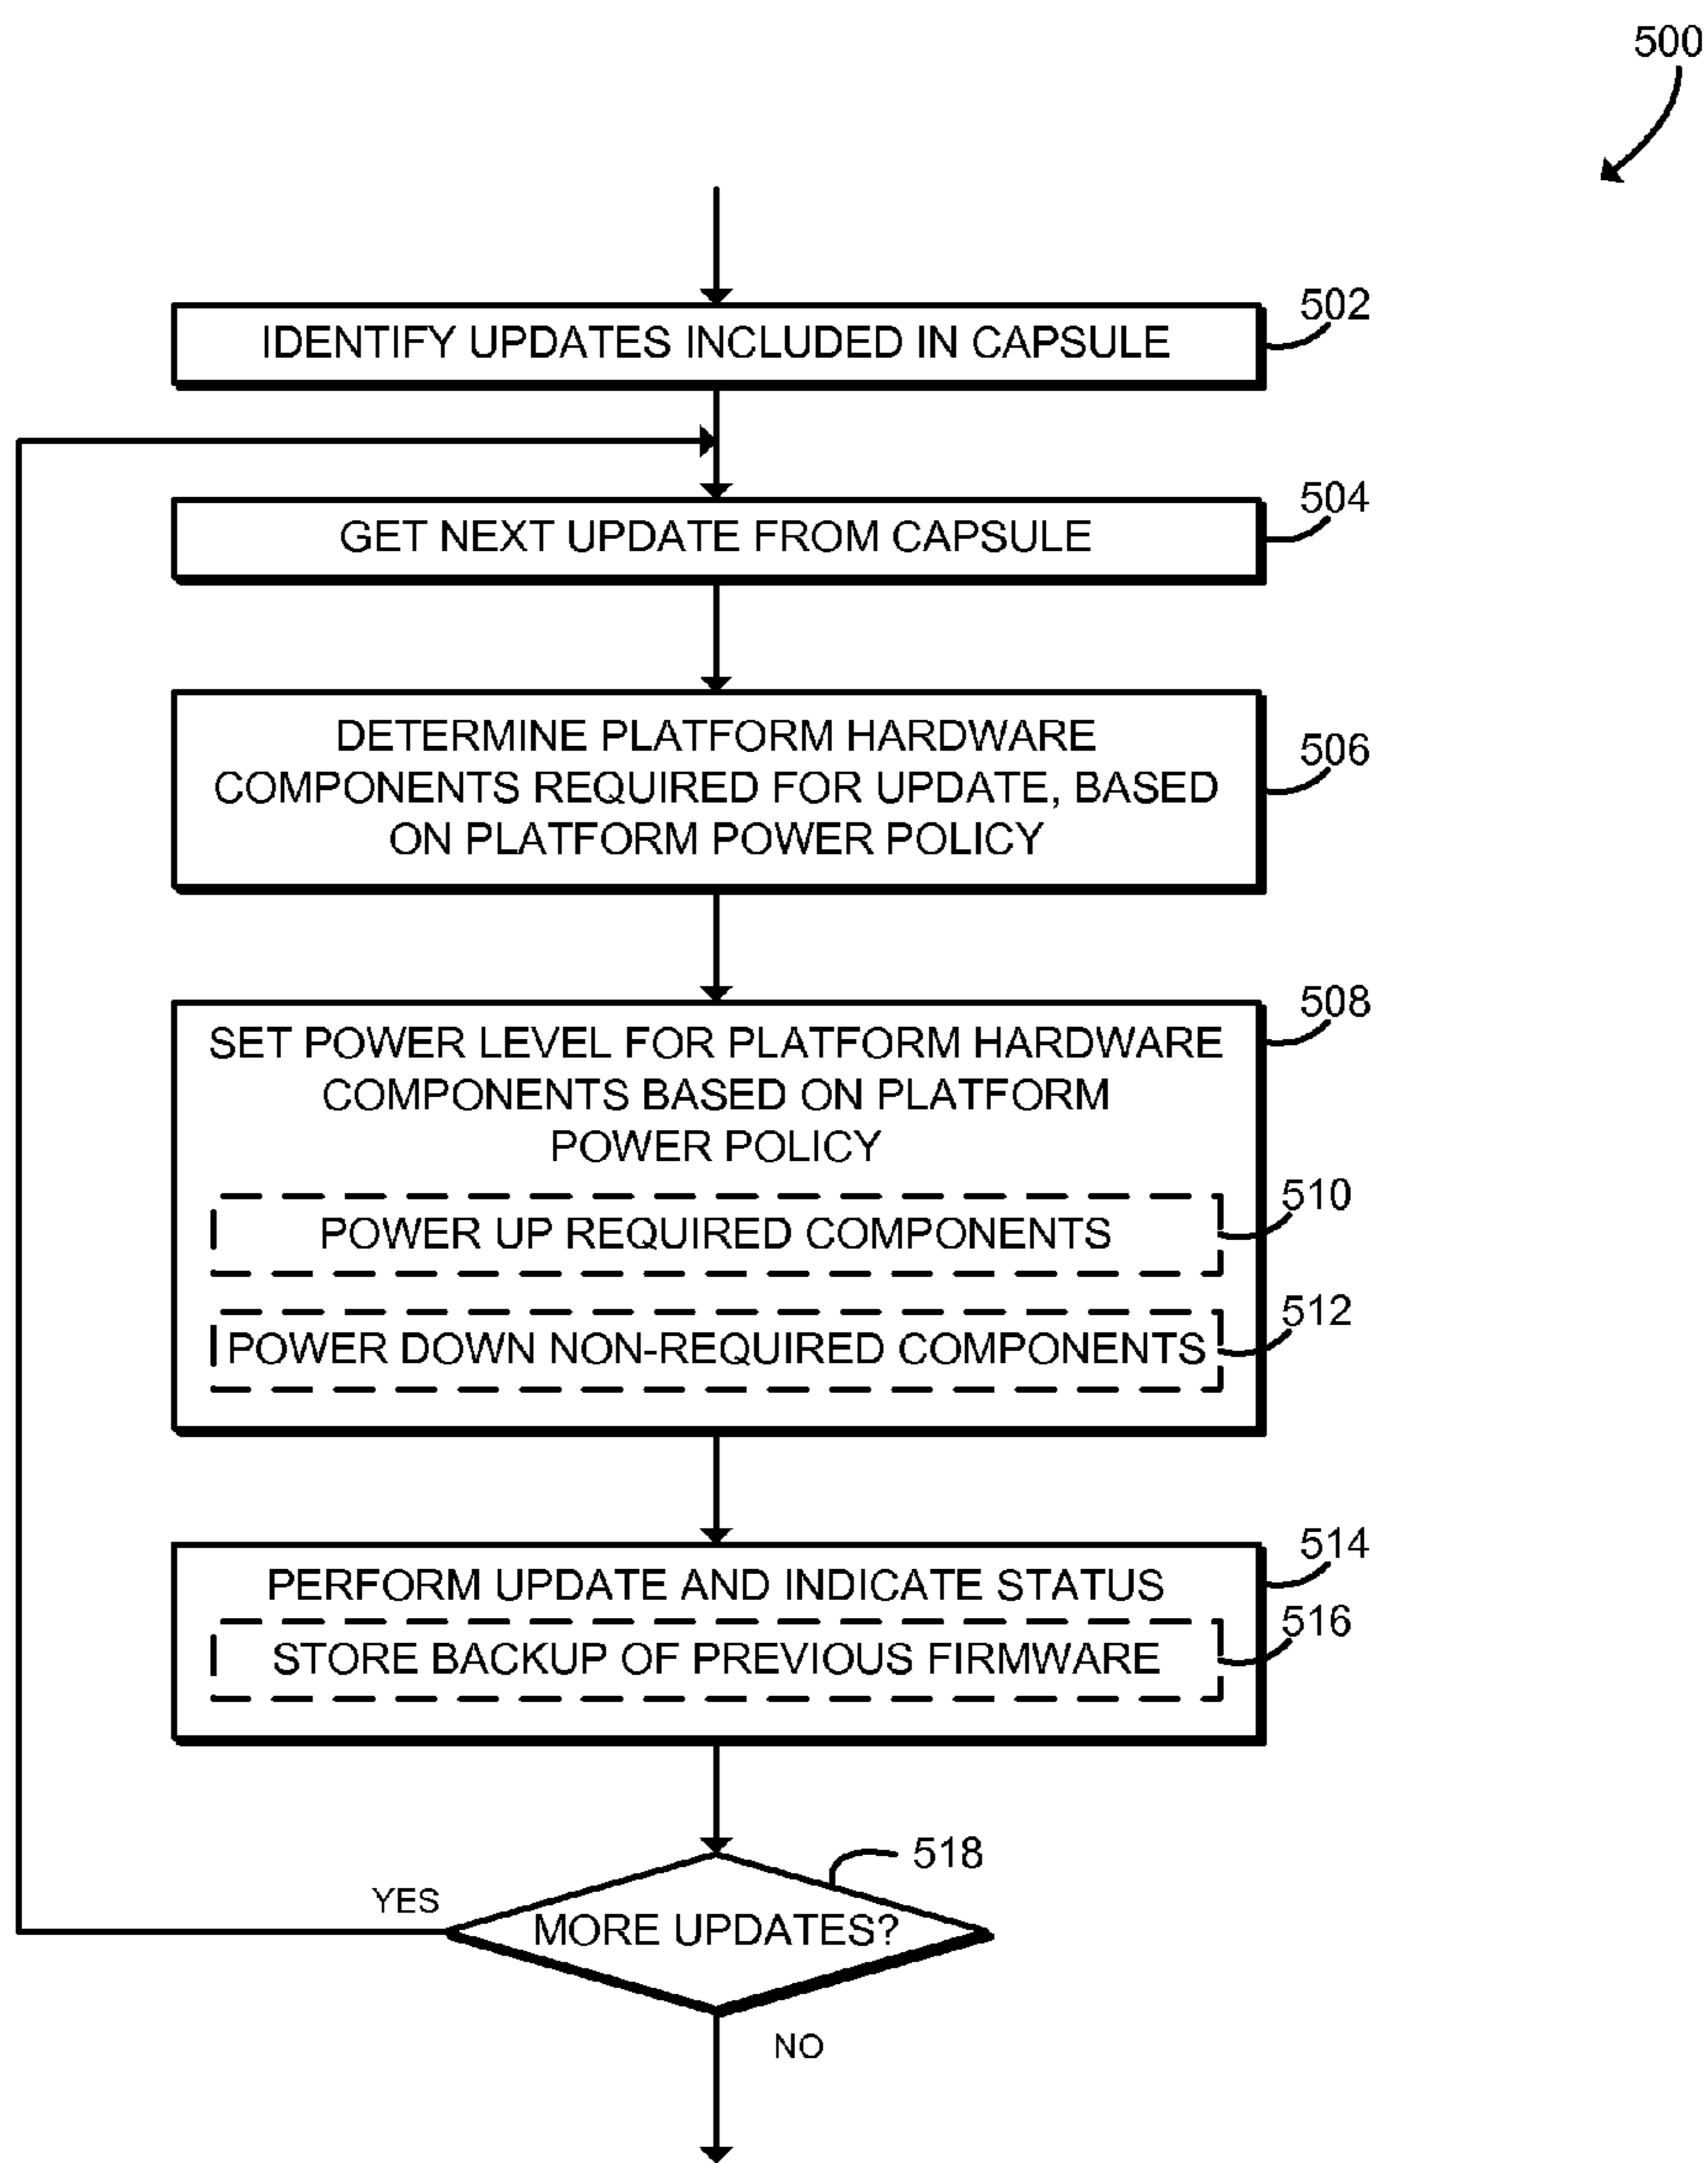 500
IDENTIFY UPDATES INCLUDED IN CAPSULE
502
GET NEXT UPDATE FROM CAPSULE
504
DETERMINE PLATFORM HARDWARE
COMPONENTS REQUIRED FOR UPDATE, BASED
ON PLATFORM POWER POLICY
506
SET POWER LEVEL FOR PLATFORM HARDWARE
COMPONENTS BASED ON PLATFORM
POWER POLICY
508
POWER UP REQUIRED COMPONENTS
510
POWER DOWN NON-REQUIRED COMPONENTS
512
PERFORM UPDATE AND INDICATE STATUS
514
STORE BACKUP OF PREVIOUS FIRMWARE
516
MORE UPDATES?
518
YES
NO